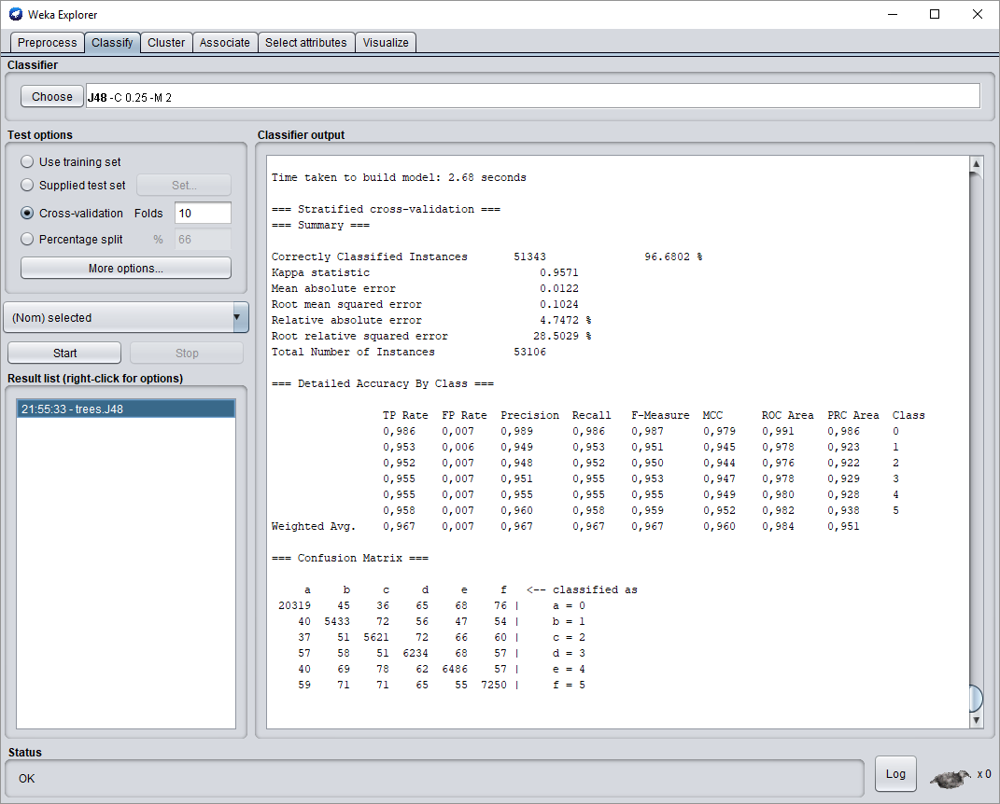 Weka Explorer
Preprocess Classify Cluster Associate Select attributes Visualize
Classifier
Choose J48 -C 0.25 -M 2
Test options
Use training set
Supplied test set Set...
Cross-validation Folds 10
Percentage split % 66
More options...
(Nom) selected
Start Stop
Result list (right-click for options)
21:55:33 - trees.J48
Classifier output
Time taken to build model: 2.68 seconds
=== Stratified cross-validation ===
=== Summary ===
Correctly Classified Instances 51343 96.6802 %
Kappa statistic 0.9571
Mean absolute error 0.0122
Root mean squared error 0.1024
Relative absolute error 4.7472 %
Root relative squared error 28.5029 %
Total Number of Instances 53106
=== Detailed Accuracy By Class ===
TP Rate FP Rate Precision Recall F-Measure MCC ROC Area PRC Area Class
0,986 0,007 0,989 0,986 0,987 0,979 0,991 0,986 0
0,953 0,006 0,949 0,953 0,951 0,945 0,978 0,923 1
0,952 0,007 0,948 0,952 0,950 0,944 0,976 0,922 2
0,955 0,007 0,951 0,955 0,953 0,947 0,978 0,929 3
0,955 0,007 0,955 0,955 0,955 0,949 0,980 0,928 4
0,958 0,007 0,960 0,958 0,959 0,952 0,982 0,938 5
Weighted Avg. 0,967 0,007 0,967 0,967 0,967 0,960 0,984 0,951
=== Confusion Matrix ===
a b c d e f <-- classified as
20319 45 36 65 68 76 | a = 0
40 5433 72 56 47 54 | b = 1
37 51 5621 72 66 60 | c = 2
57 58 51 6234 68 57 | d = 3
40 69 78 62 6486 57 | e = 4
59 71 71 65 55 7250 | f = 5
Status
OK
Log x 0